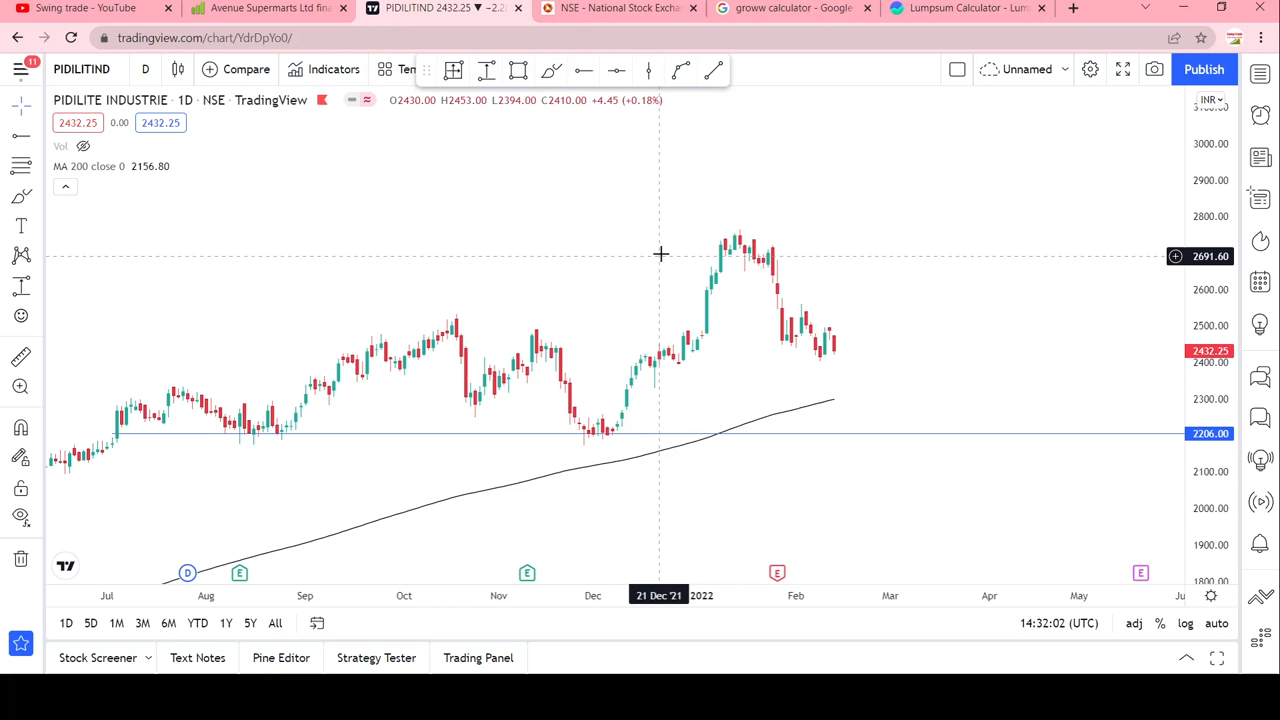 Swing trade - YouTube
Avenue Supermarts Ltd fina
PIDILITIND 2432.25 ▼ −2.2
NSE - National Stock Exchan
groww calculator - Google
Lumpsum Calculator - Lum
tradingview.com/chart/YdrDpYo0/
11
PIDILITIND
D
Compare
Indicators
Tem
Unnamed
Publish
PIDILITE INDUSTRIE · 1D · NSE · TradingView
O2430.00 H2453.00 L2394.00 C2410.00 +4.45 (+0.18%)
INR
2432.25
0.00
2432.25
Vol
MA 200 close 0 2156.80
3000.00
2900.00
2800.00
2691.60
2600.00
2500.00
2432.25
2400.00
2300.00
2206.00
2100.00
2000.00
1900.00
1800.00
D
E
E
E
E
Jul
Aug
Sep
Oct
Nov
Dec
21 Dec '21
2022
Feb
Mar
Apr
May
Ju
1D
5D
1M
3M
6M
YTD
1Y
5Y
All
14:32:02 (UTC)
adj
%
log
auto
Stock Screener
Text Notes
Pine Editor
Strategy Tester
Trading Panel